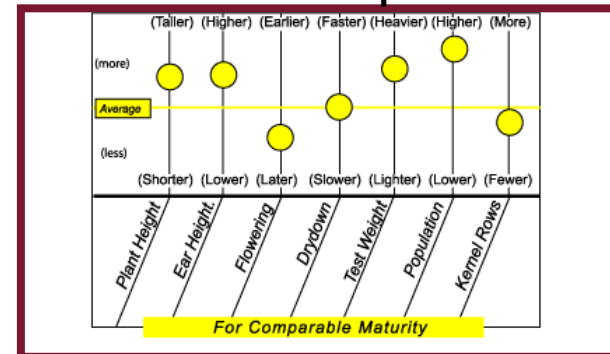 (Taller) (Higher) (Earlier) (Faster) (Heavier) (Higher) (More)
(more)
Average
(less)
(Shorter) (Lower) (Later) (Slower) (Lighter) (Lower) (Fewer)
Plant Height
Ear Height.
Flowering
Drydown
Test Weight
Population
Kernel Rows
For Comparable Maturity